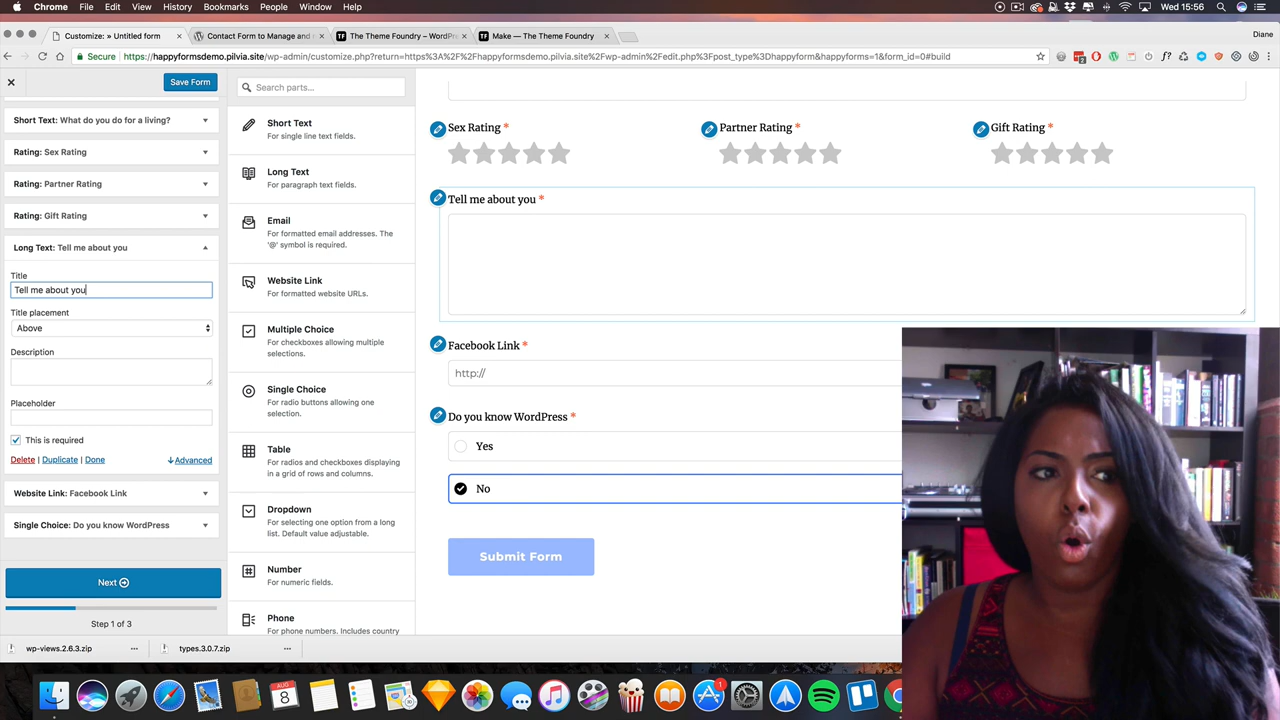 Chrome File Edit View History Bookmarks People Window Help
Wed 15:56
Customize: » Untitled form
Contact Form to Manage and
The Theme Foundry – WordPr
Make — The Theme Foundry
Diane
Secure https://happyformsdemo.pilvia.site/wp-admin/customize.php?return=https%3A%2F%2Fhappyformsdemo.pilvia.site%2Fwp-admin%2Fedit.php%3Fpost_type%3Dhappyform&happyforms=1&form_id=0#build
Save Form
Short Text: What do you do for a living?
Rating: Sex Rating
Rating: Partner Rating
Rating: Gift Rating
Long Text: Tell me about you
Title
Tell me about you
Title placement
Above
Description
Placeholder
This is required
Delete | Duplicate | Done
Advanced
Website Link: Facebook Link
Single Choice: Do you know WordPress
Next
Step 1 of 3
Search parts...
Short Text
For single line text fields.
Long Text
For paragraph text fields.
Email
For formatted email addresses. The
'@' symbol is required.
Website Link
For formatted website URLs.
Multiple Choice
For checkboxes allowing multiple
selections.
Single Choice
For radio buttons allowing one
selection.
Table
For radios and checkboxes displaying
in a grid of rows and columns.
Dropdown
For selecting one option from a long
list. Default value adjustable.
Number
For numeric fields.
Phone
For phone numbers. Includes country
Sex Rating *
Partner Rating *
Gift Rating *
Tell me about you *
Facebook Link *
http://
Do you know WordPress *
Yes
No
Submit Form
wp-views.2.6.3.zip
types.3.0.7.zip
AUG
8
1